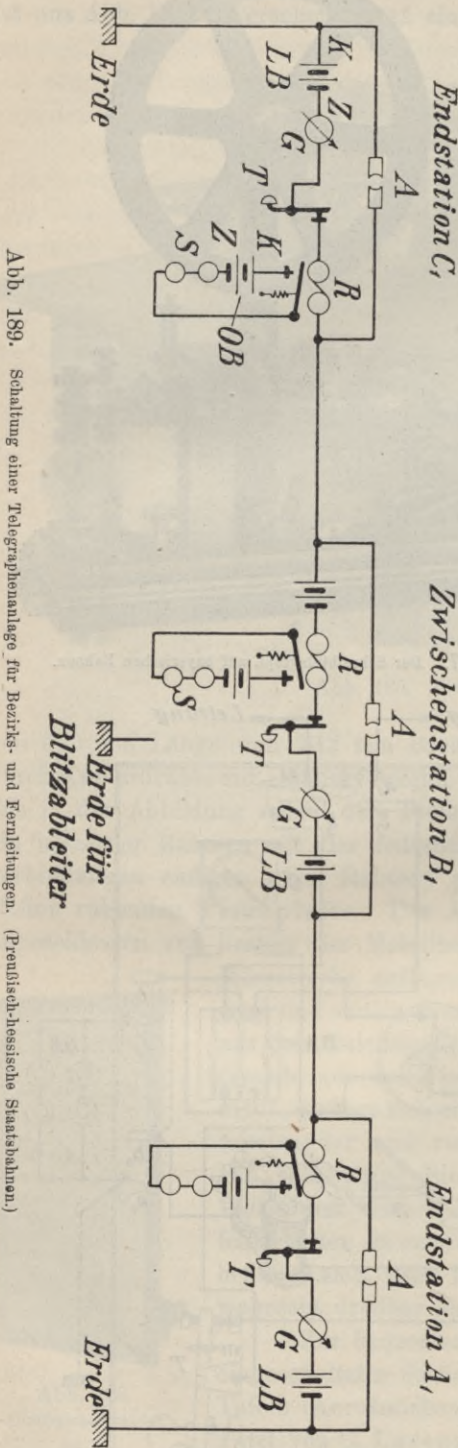 Endstation C,
A
K
LB
Z
G
T
R
K
Z
S
OB
Erde
Zwischenstation B,
A
R
S
T
G
LB
Erde für
Blitzableiter
Endstation A,
A
R
T
G
LB
Erde
Abb. 189. Schaltung einer Telegraphenanlage für Bezirks- und Fernleitungen. (Preußisch-hessische Staatsbahnen.)